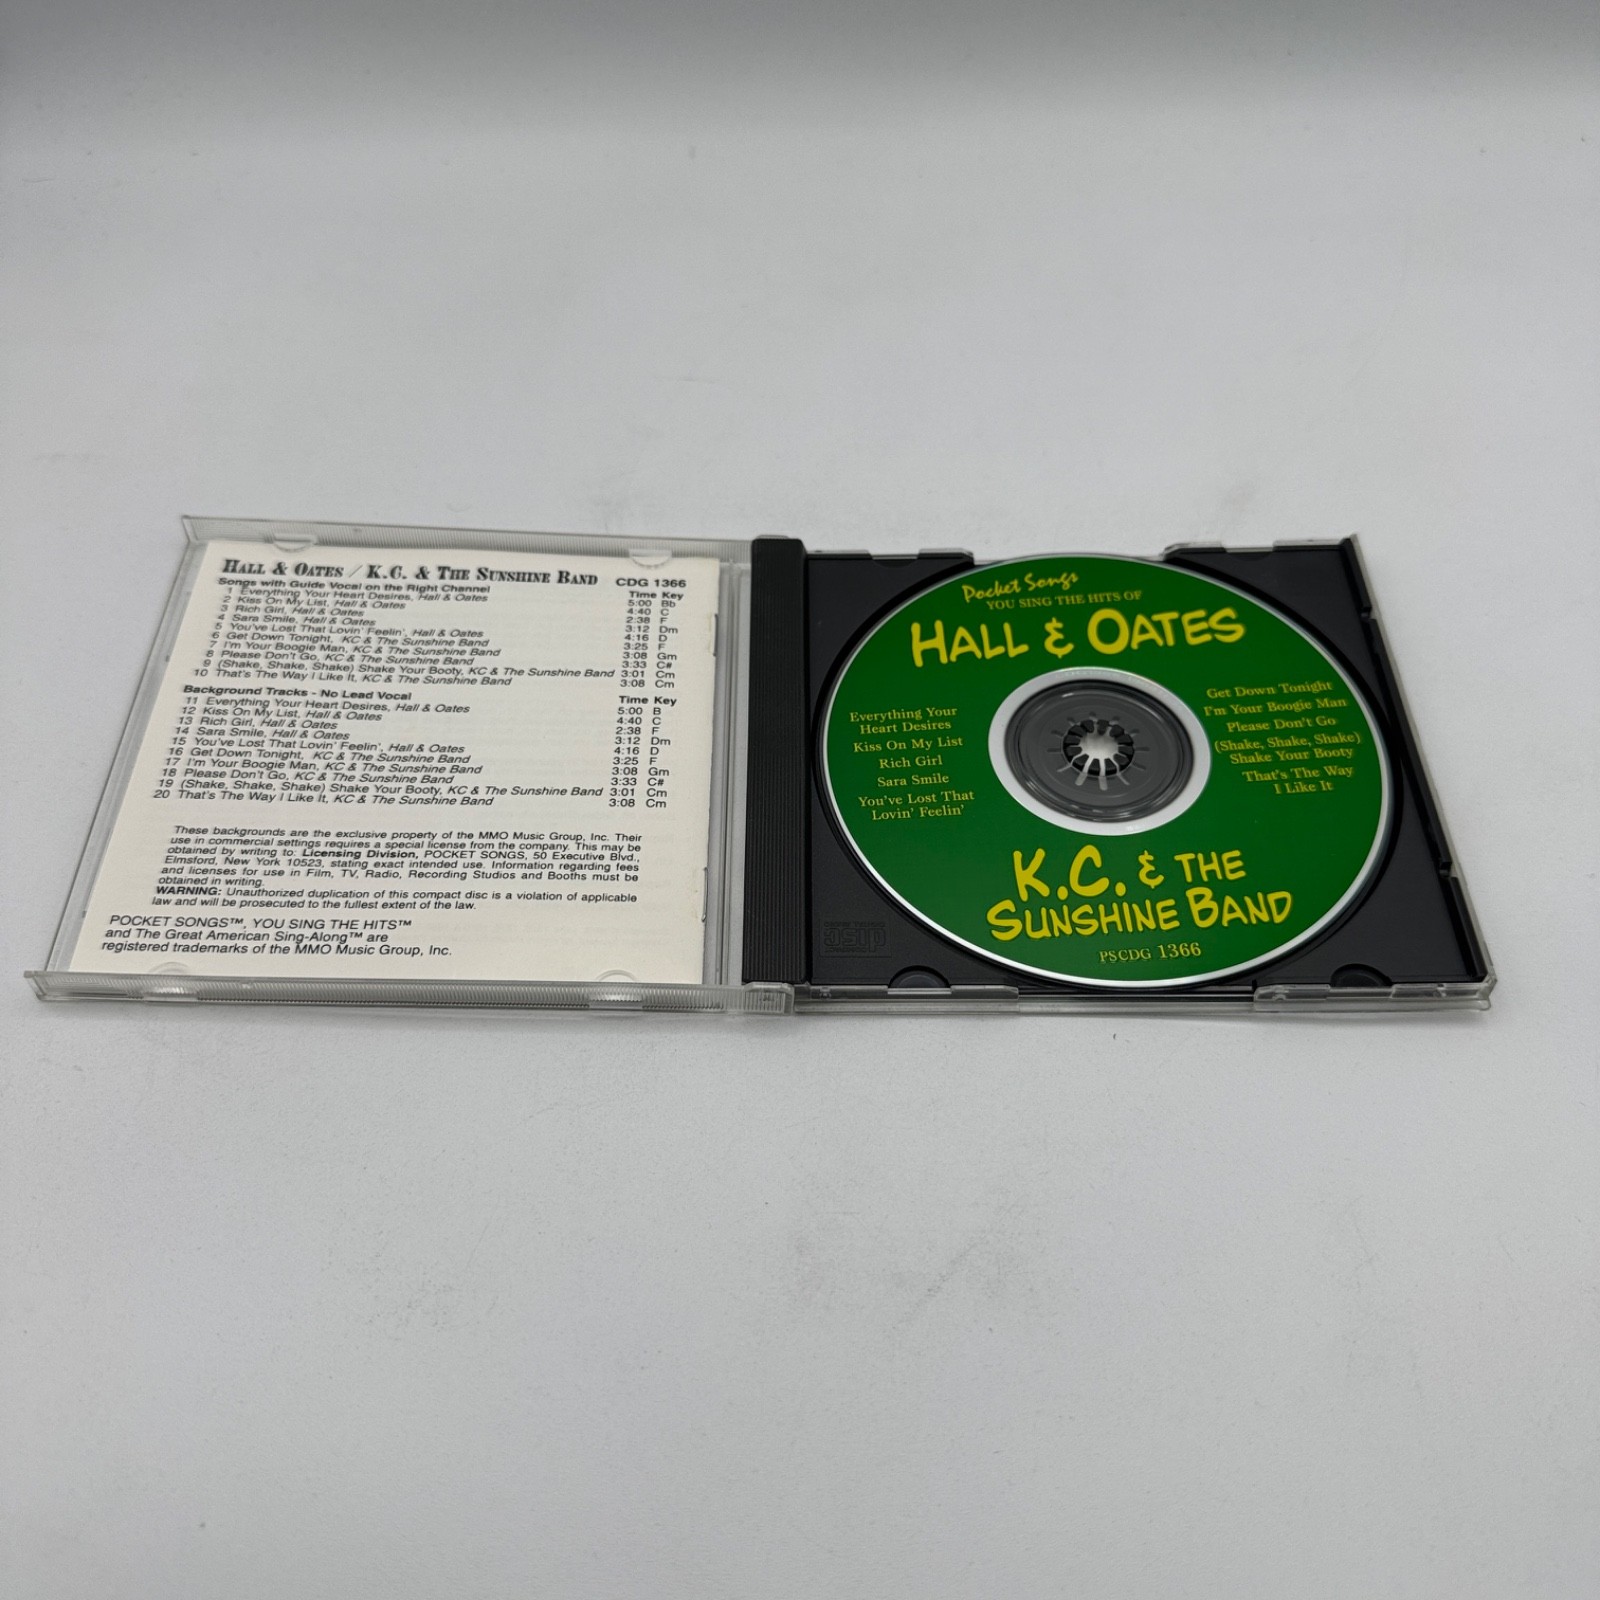 HALL & OATES / K.C. & THE SUNSHINE BAND CDG 1366
Songs with Guide Vocal on the Right Channel Time Key
1 Everything Your Heart Desires, Hall & Oates 5:00 Bb
2 Kiss On My List, Hall & Oates 4:40 C
3 Rich Girl, Hall & Oates 2:38 F
4 Sara Smile, Hall & Oates 3:12 Dm
5 You've Lost That Lovin' Feelin', Hall & Oates 4:16 D
6 Get Down Tonight, KC & The Sunshine Band 3:25 F
7 I'm Your Boogie Man, KC & The Sunshine Band 3:08 Gm
8 Please Don't Go, KC & The Sunshine Band 3:33 C#
9 (Shake, Shake, Shake) Shake Your Booty, KC & The Sunshine Band 3:01 Cm
10 That's The Way I Like It, KC & The Sunshine Band 3:08 Cm
Background Tracks - No Lead Vocal Time Key
11 Everything Your Heart Desires, Hall & Oates 5:00 B
12 Kiss On My List, Hall & Oates 4:40 C
13 Rich Girl, Hall & Oates 2:38 F
14 Sara Smile, Hall & Oates 3:12 Dm
15 You've Lost That Lovin' Feelin', Hall & Oates 4:16 D
16 Get Down Tonight, KC & The Sunshine Band 3:25 F
17 I'm Your Boogie Man, KC & The Sunshine Band 3:08 Gm
18 Please Don't Go, KC & The Sunshine Band 3:33 C#
19 (Shake, Shake, Shake) Shake Your Booty, KC & The Sunshine Band 3:01 Cm
20 That's The Way I Like It, KC & The Sunshine Band 3:08 Cm
These backgrounds are the exclusive property of the MMO Music Group, Inc. Their
use in commercial settings requires a special license from the company. This may be
obtained by writing to: Licensing Division, POCKET SONGS, 50 Executive Blvd.,
Elmsford, New York 10523, stating exact intended use. Information regarding fees
and licenses for use in Film, TV, Radio, Recording Studios and Booths must be
obtained in writing.
WARNING: Unauthorized duplication of this compact disc is a violation of applicable
law and will be prosecuted to the fullest extent of the law.
POCKET SONGS™, YOU SING THE HITS™
and The Great American Sing-Along™ are
registered trademarks of the MMO Music Group, Inc.
Pocket Songs
YOU SING THE HITS OF
HALL & OATES
Everything Your
Heart Desires
Kiss On My List
Rich Girl
Sara Smile
You've Lost That
Lovin' Feelin'
Get Down Tonight
I'm Your Boogie Man
Please Don't Go
(Shake, Shake, Shake)
Shake Your Booty
That's The Way
I Like It
K.C. & THE
SUNSHINE BAND
PSCDG 1366
disc